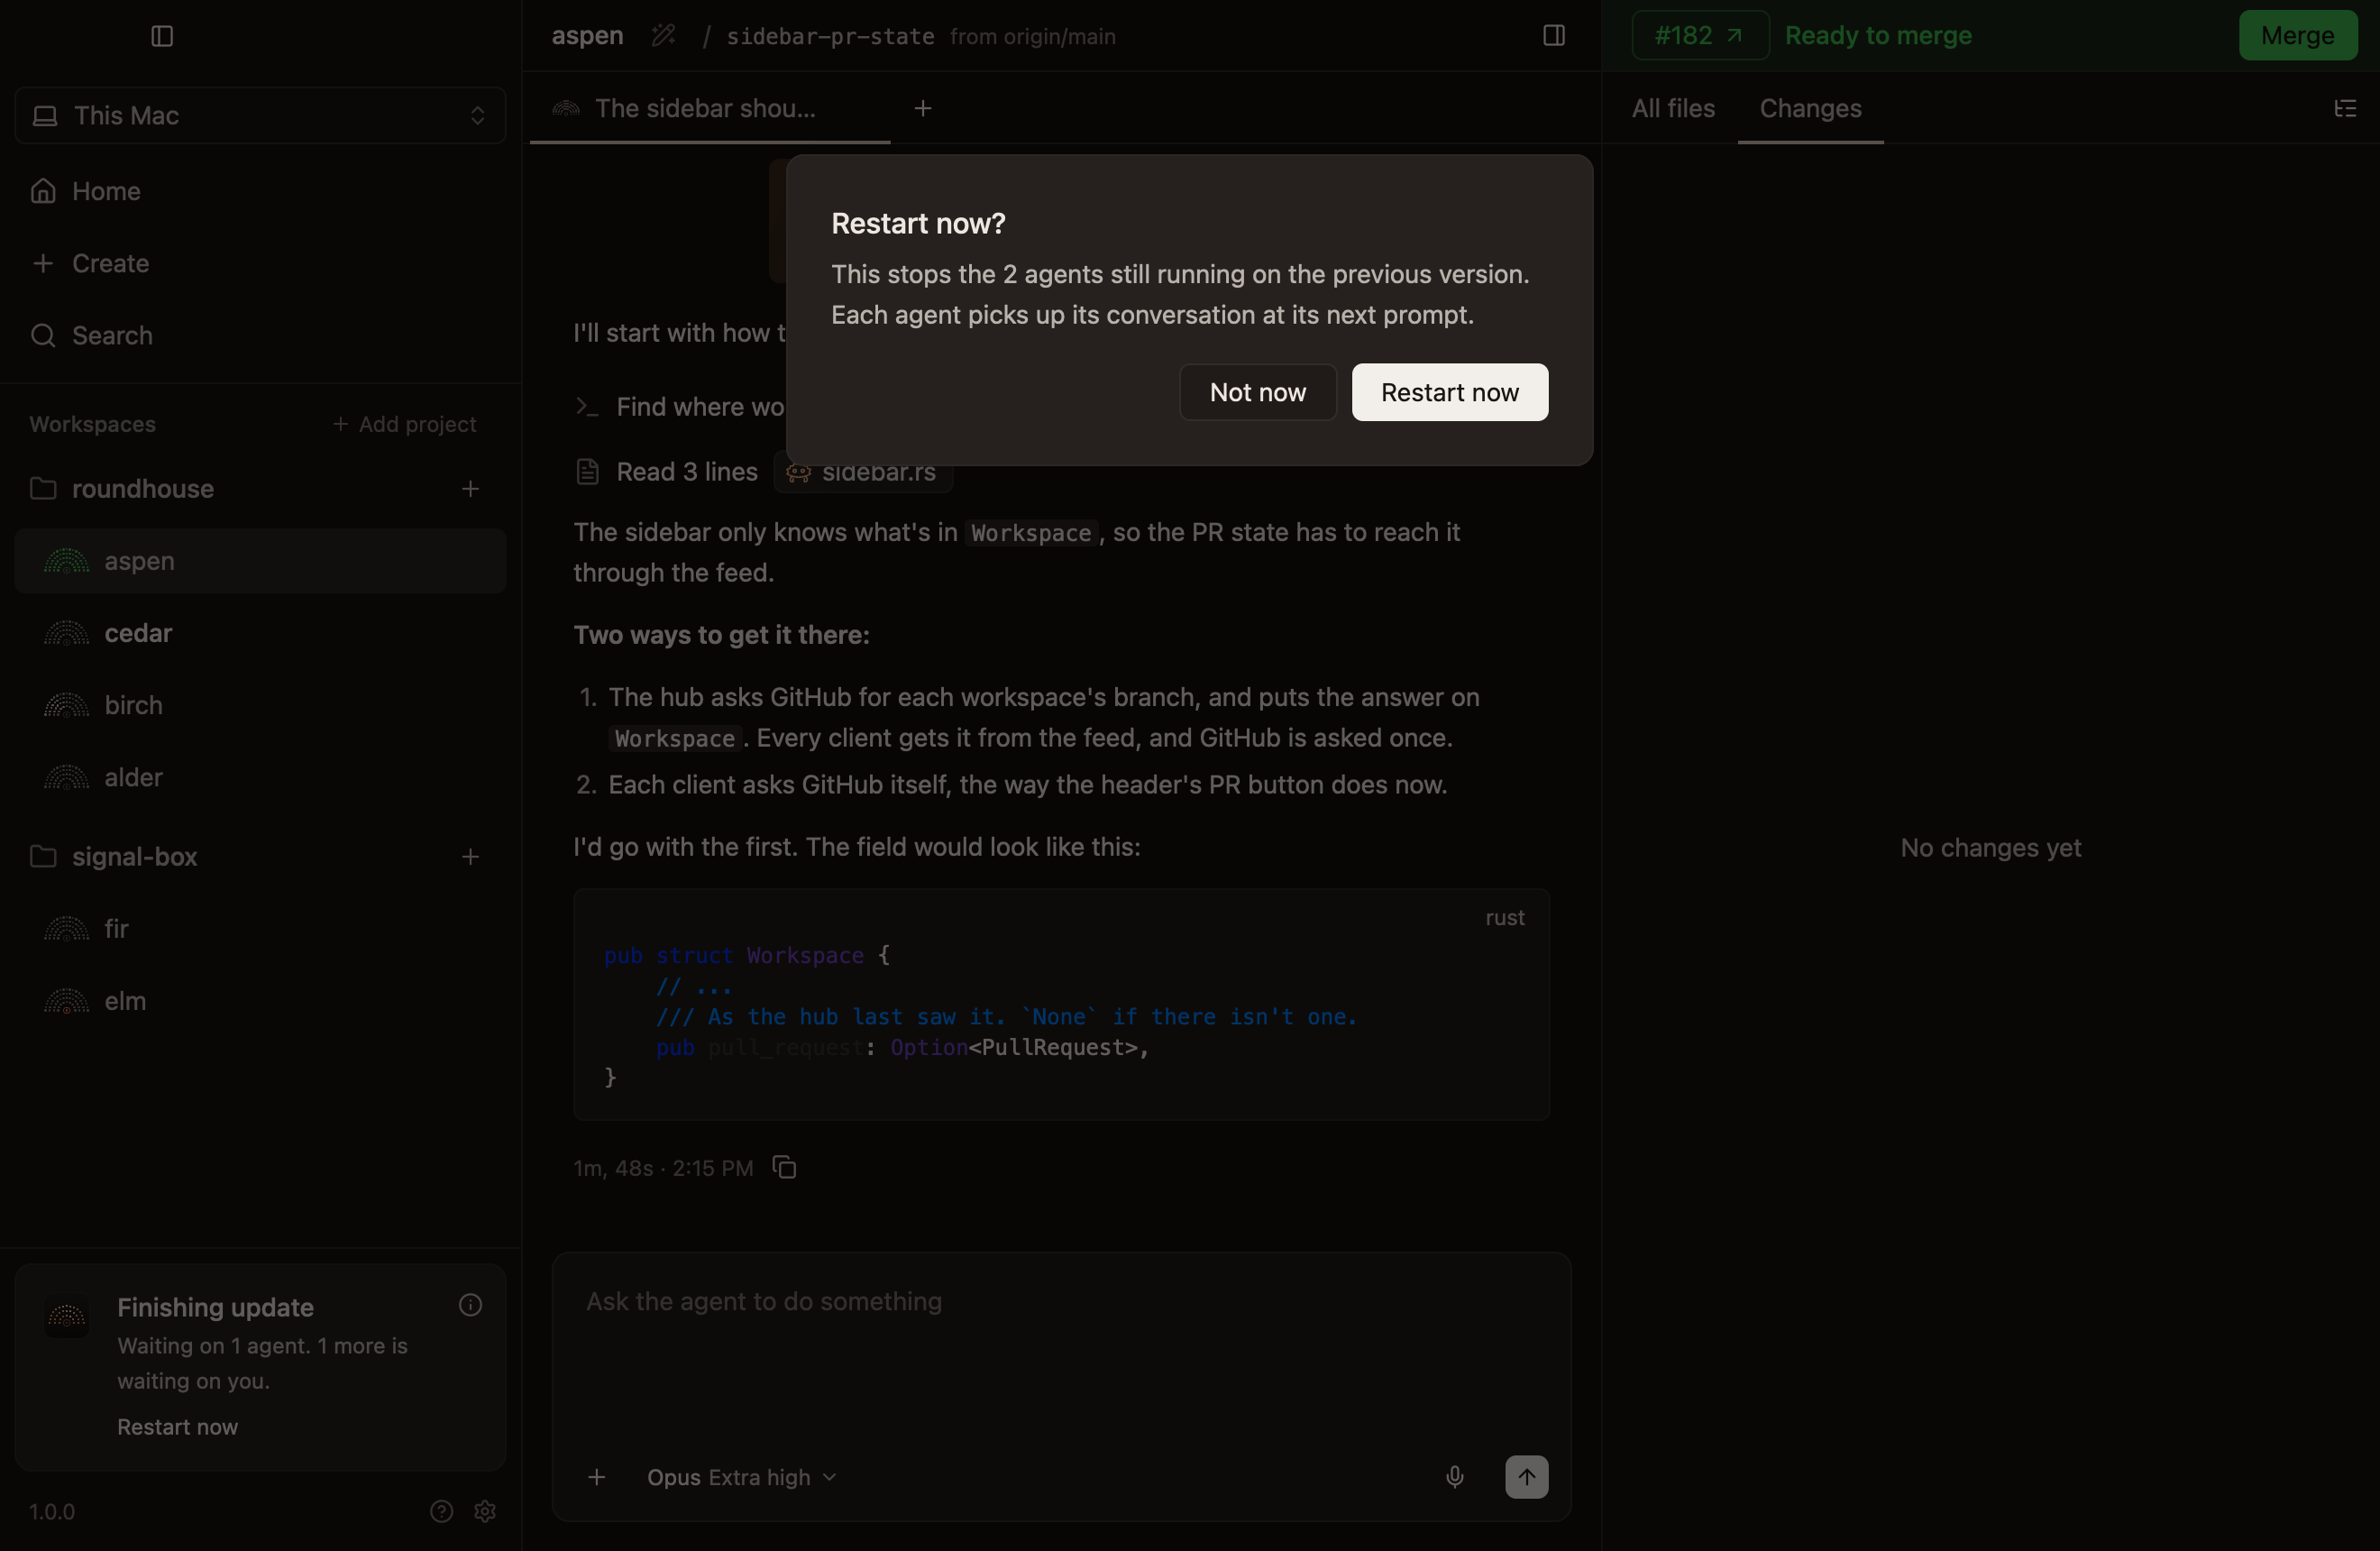 This Mac
Home
Create
Search
Workspaces
+ Add project
roundhouse
aspen
cedar
birch
alder
signal-box
fir
elm
Finishing update
Waiting on 1 agent. 1 more is
waiting on you.
Restart now
1.0.0
aspen / sidebar-pr-state from origin/main
The sidebar shou...
Restart now?
This stops the 2 agents still running on the previous version.
Each agent picks up its conversation at its next prompt.
Not now
Restart now
I'll start with how
Find where
Read 3 lines sidebar.rs
The sidebar only knows what's in Workspace, so the PR state has to reach it
through the feed.
Two ways to get it there:
1. The hub asks GitHub for each workspace's branch, and puts the answer on
Workspace. Every client gets it from the feed, and GitHub is asked once.
2. Each client asks GitHub itself, the way the header's PR button does now.
I'd go with the first. The field would look like this:
rust
pub struct Workspace {
// ...
/// As the hub last saw it. `None` if there isn't one.
pub pull_request: Option<PullRequest>,
}
1m, 48s · 2:15 PM
Ask the agent to do something
Opus Extra high
#182 Ready to merge
Merge
All files
Changes
No changes yet